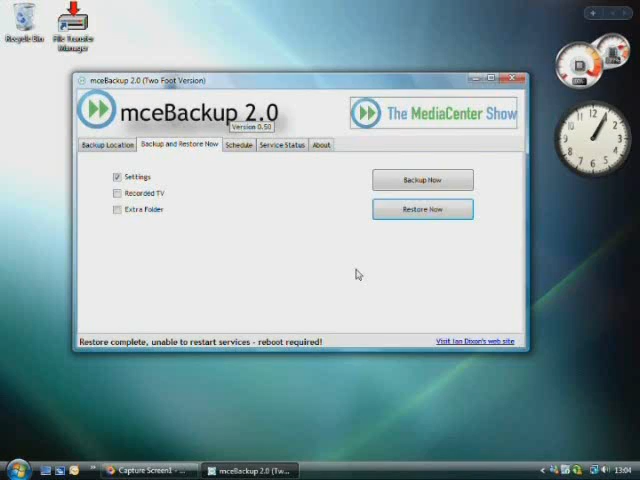 Recycle Bin
File Transfer
Manager
mceBackup 2.0 (Two Foot Version)
mceBackup 2.0
Version 0.50
The MediaCenter Show
Backup Location
Backup and Restore Now
Schedule
Service Status
About
Settings
Backup Now
Recorded TV
Extra Folder
Restore Now
Restore complete, unable to restart services - reboot required!
Visit Ian Dixon's web site
Capture Screen1 - ...
mceBackup 2.0 (Tw...
13:04